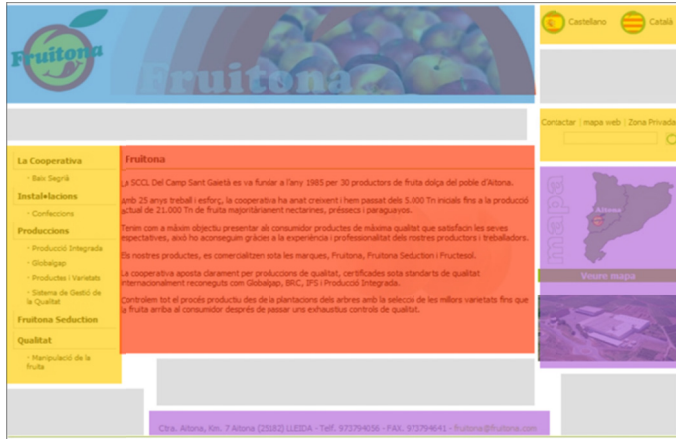 Fruitona
Fruitona
Castellano
Català
Contactar | mapa web | Zona Privada
La Cooperativa
· Baix Segrià
Instal•lacions
· Confeccions
Produccions
· Producció Integrada
· Globalgap
· Productes i Varietats
· Sistema de Gestió de
la Qualitat
Fruitona Seduction
Qualitat
· Manipulació de la
fruita
Fruitona
La SCCL Del Camp Sant Gaietà es va fundar a l'any 1985 per 30 productors de fruita dolça del poble d'Aitona.
Amb 25 anys treball i esforç, la cooperativa ha anat creixent i hem passat dels 5.000 Tn inicials fins a la producció
actual de 21.000 Tn de fruita majoritàriament nectarines, préssecs i paraguayos.
Tenim com a màxim objectiu presentar als consumidor productes de màxima qualitat que satisfacin les seves
espectatives, això ho aconseguim gràcies a la experiència i professionalitat dels nostres productors i treballadors.
Els nostres productes, es comercialitzen sota les marques, Fruitona, Fruitona Seduction i Fructesol.
La cooperativa aposta clarament per produccions de qualitat, certificades sota standarts de qualitat
internacionalment reconeguts com Globalgap, BRC, IFS i Producció Integrada.
Controlem tot el procés productiu des de la plantacions dels arbres amb la selecció de les millors varietats fins que
la fruita arriba al consumidor després de passar uns exhaustius controls de qualitat.
mapa
Aitona
Veure mapa
Ctra. Aitona, Km. 7 Aitona (25182) LLEIDA - Telf. 973794056 - FAX. 973794641 - fruitona@fruitona.com